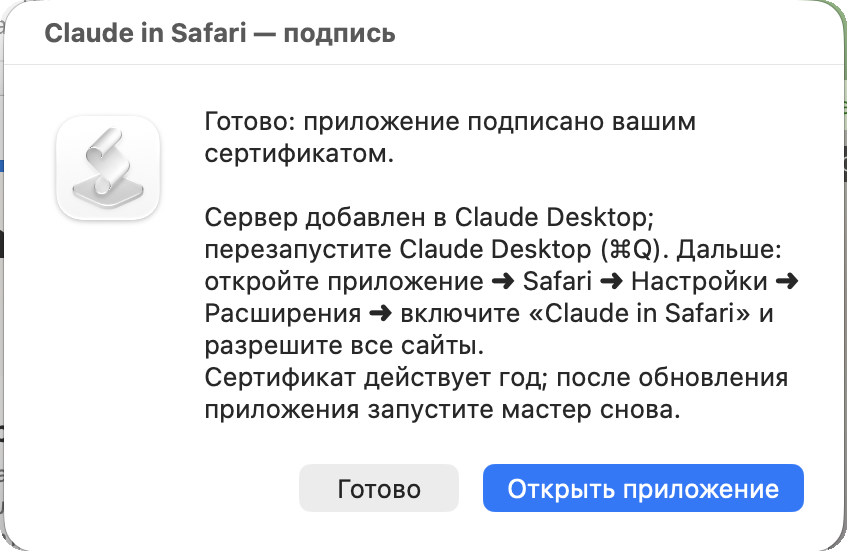 Claude in Safari — подпись
Готово: приложение подписано вашим
сертификатом.
Сервер добавлен в Claude Desktop;
перезапустите Claude Desktop (⌘Q). Дальше:
откройте приложение ➜ Safari ➜ Настройки ➜
Расширения ➜ включите «Claude in Safari» и
разрешите все сайты.
Сертификат действует год; после обновления
приложения запустите мастер снова.
Готово
Открыть приложение